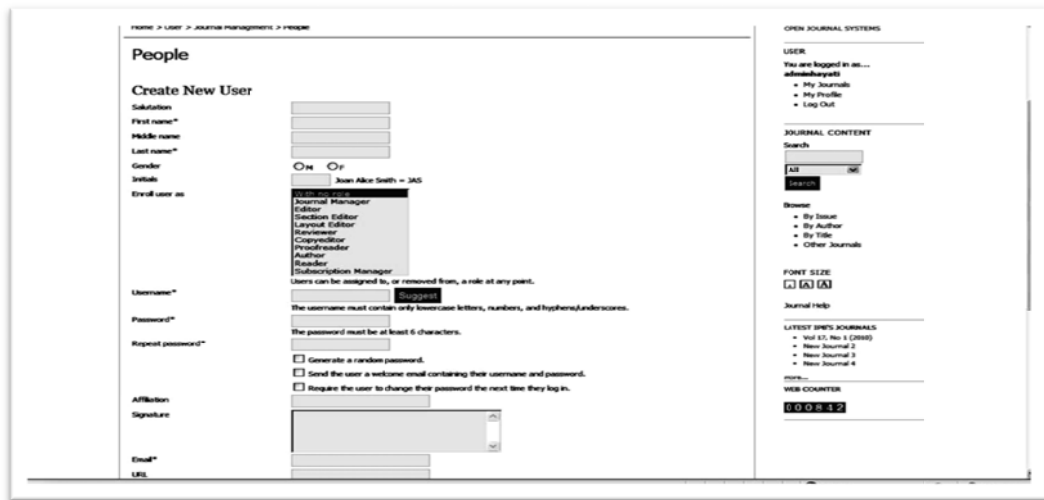 Home > User > Journal Management > People
People
Create New User
Salutation
First name*
Middle name
Last name*
Gender
M F
Initials
Joan Alice Smith = JAS
Enroll user as
With no role
Journal Manager
Editor
Section Editor
Layout Editor
Reviewer
Copyeditor
Proofreader
Author
Reader
Subscription Manager
Users can be assigned to, or removed from, a role at any point.
Username*
Suggest
The username must contain only lowercase letters, numbers, and hyphens/underscores.
Password*
The password must be at least 6 characters.
Repeat password*
Generate a random password.
Send the user a welcome email containing their username and password.
Require the user to change their password the next time they log in.
Affiliation
Signature
Email*
URL
OPEN JOURNAL SYSTEMS
USER
You are logged in as...
adminhayati
My Journals
My Profile
Log Out
JOURNAL CONTENT
Search
All
Search
Browse
By Issue
By Author
By Title
Other Journals
FONT SIZE
A A A
Journal Help
LATEST JOURNALS
Vol 17, No 1 (2010)
New Journal 2
New Journal 3
New Journal 4
more...
WEB COUNTER
000842